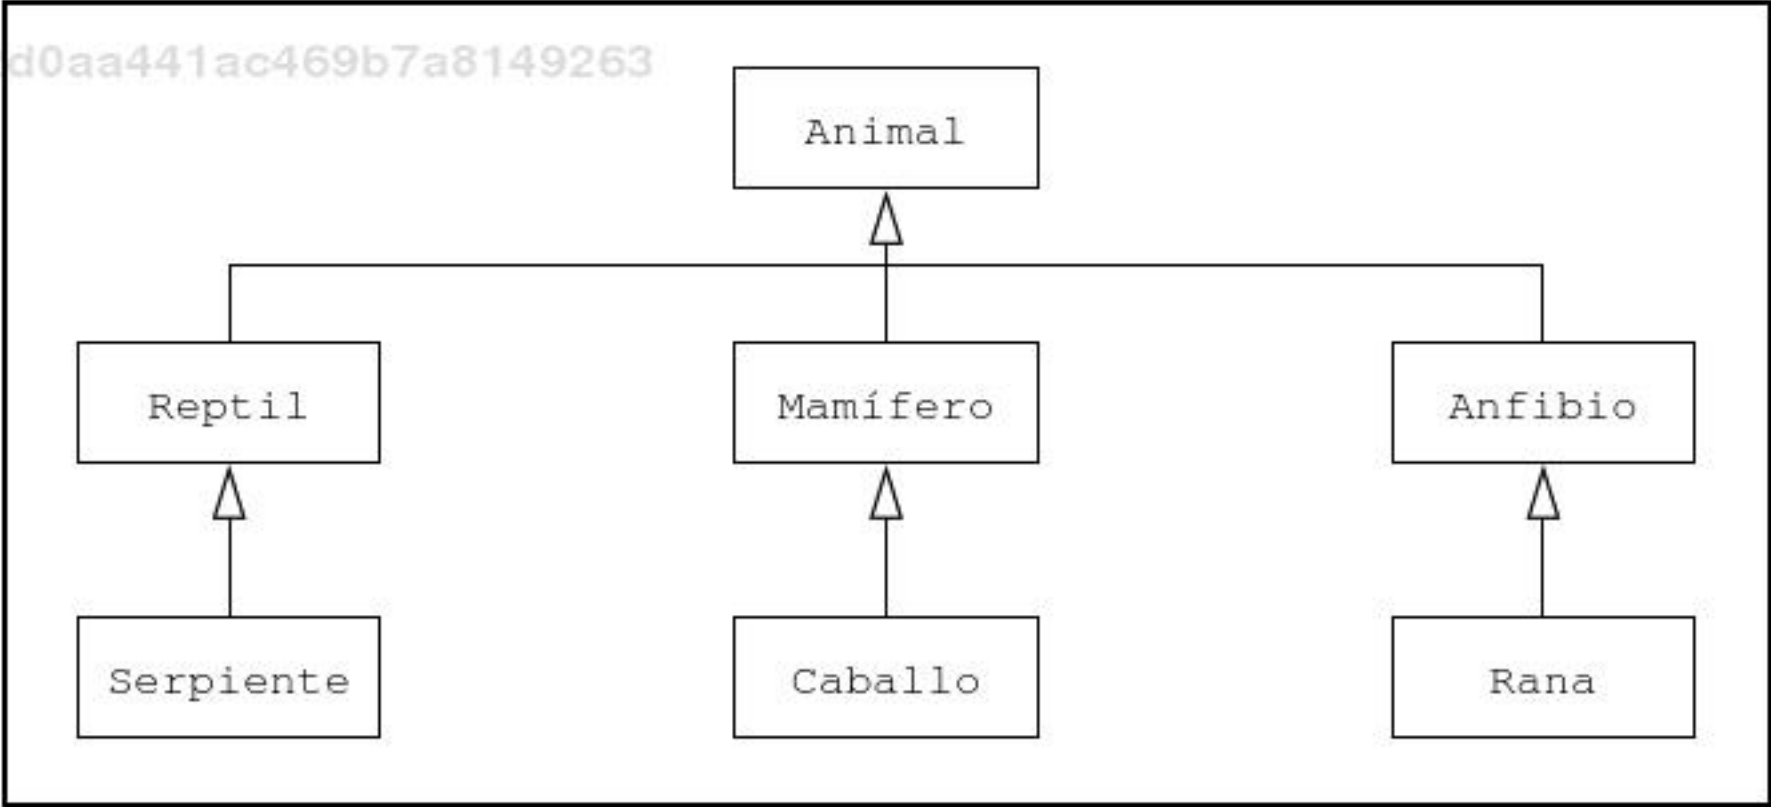 d0aa441ac469b7a8149263
Animal
Reptil
Mamífero
Anfibio
Serpiente
Caballo
Rana